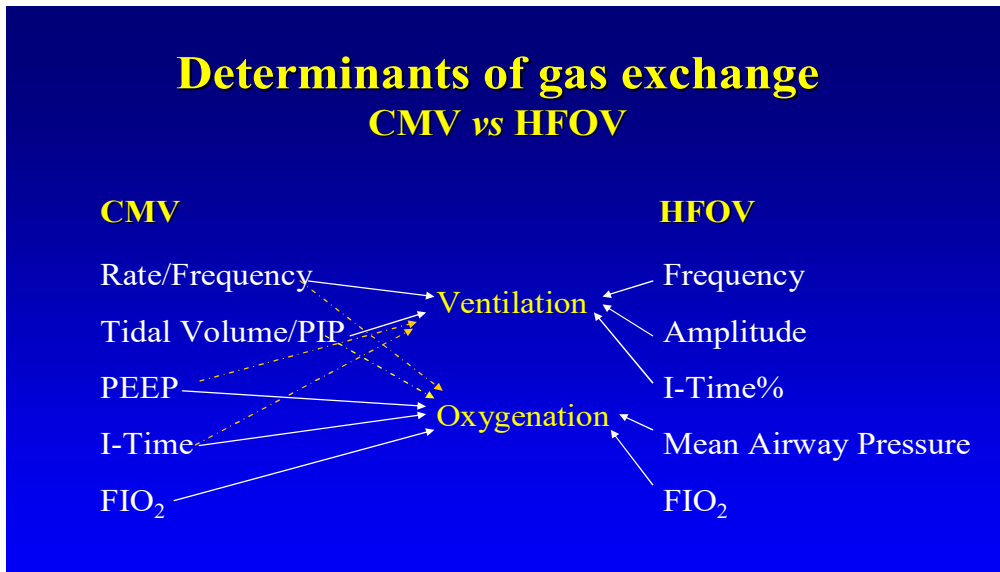 Determinants of gas exchange
CMV vs HFOV
CMV
HFOV
Rate/Frequency
Tidal Volume/PIP
PEEP
I-Time
FIO₂
Ventilation
Oxygenation
Frequency
Amplitude
I-Time%
Mean Airway Pressure
FIO₂